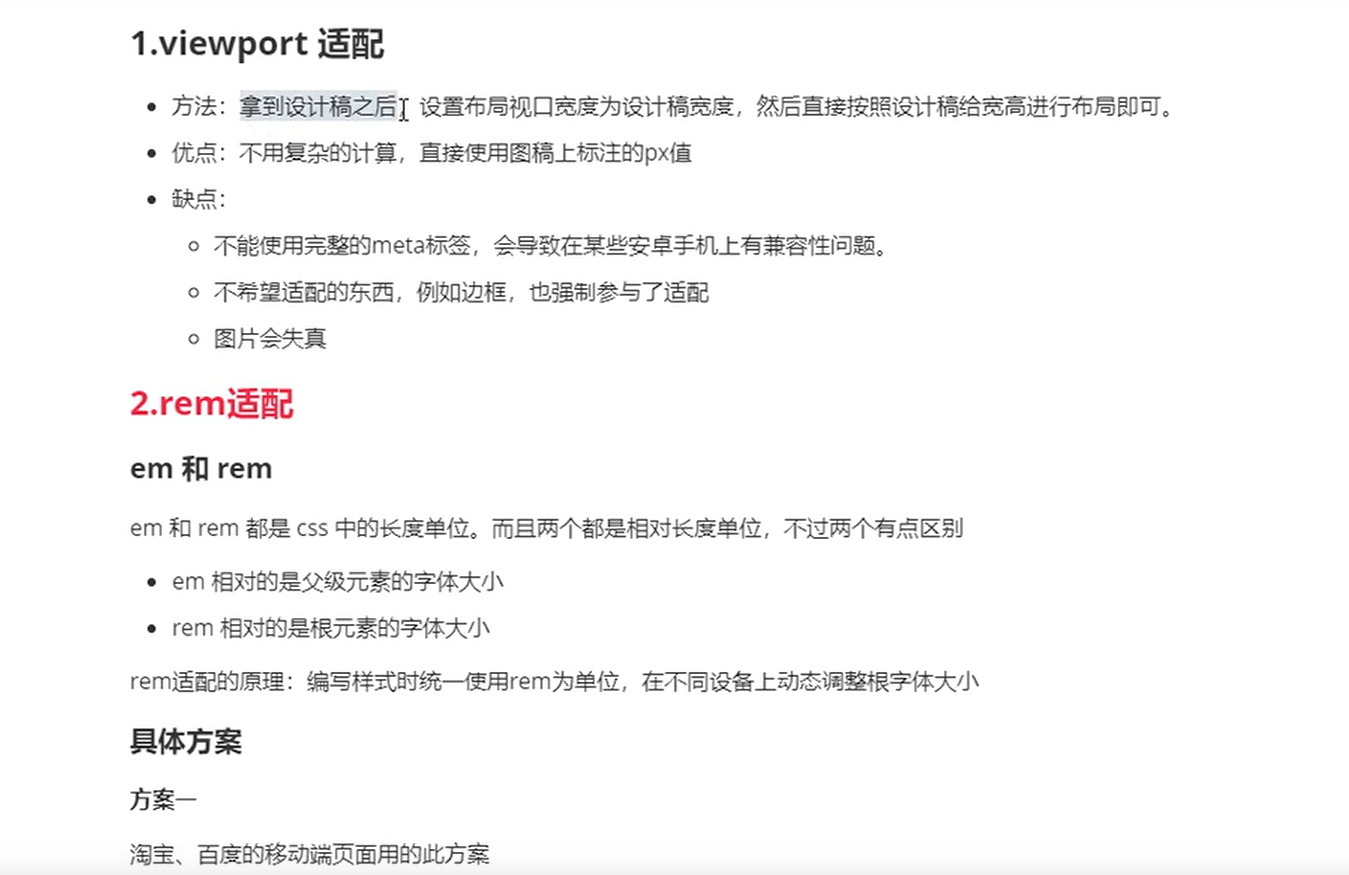 1.viewport 适配
方法：拿到设计稿之后，设置布局视口宽度为设计稿宽度，然后直接按照设计稿给宽高进行布局即可。
优点：不用复杂的计算，直接使用图稿上标注的px值
缺点：
不能使用完整的meta标签，会导致在某些安卓手机上有兼容性问题。
不希望适配的东西，例如边框，也强制参与了适配
图片会失真
2.rem适配
em 和 rem
em 和 rem 都是 css 中的长度单位。而且两个都是相对长度单位，不过两个有点区别
em 相对的是父级元素的字体大小
rem 相对的是根元素的字体大小
rem适配的原理：编写样式时统一使用rem为单位，在不同设备上动态调整根字体大小
具体方案
方案一
淘宝、百度的移动端页面用的此方案